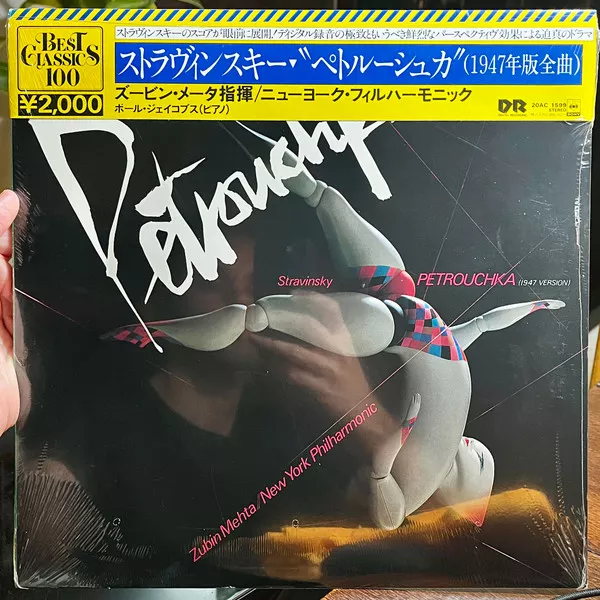 BEST
CLASSICS
100
¥2,000
ストラヴィンスキーのスコアが眼前に展開!ディジタル録音の極致ともいうべき鮮烈なパースペクティヴ効果による迫真のドラマ
ストラヴィンスキー・"ペトルーシュカ"(1947年版全曲)
ズービン・メータ指揮/ニューヨーク・フィルハーモニック
ポール・ジェイコブス(ピアノ)
DR
DIGITAL RECORDING
20AC 1599
STEREO
Petrouchk
Stravinsky
PETROUCHKA (1947 VERSION)
Zubin Mehta/New York Philharmonic